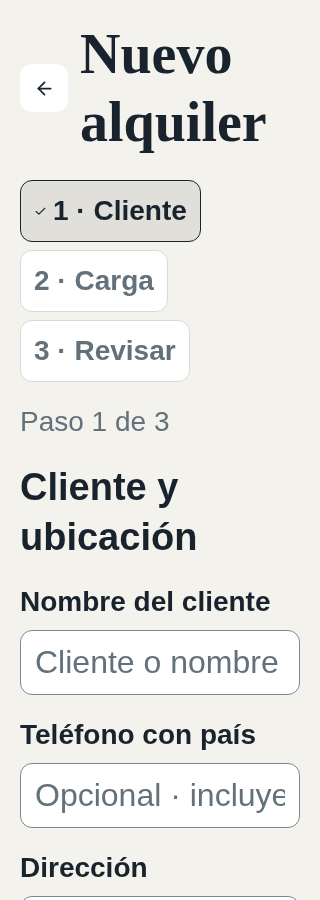 Nuevo
alquiler
1 · Cliente
2 · Carga
3 · Revisar
Paso 1 de 3
Cliente y
ubicación
Nombre del cliente
Cliente o nombre
Teléfono con país
Opcional · incluye
Dirección